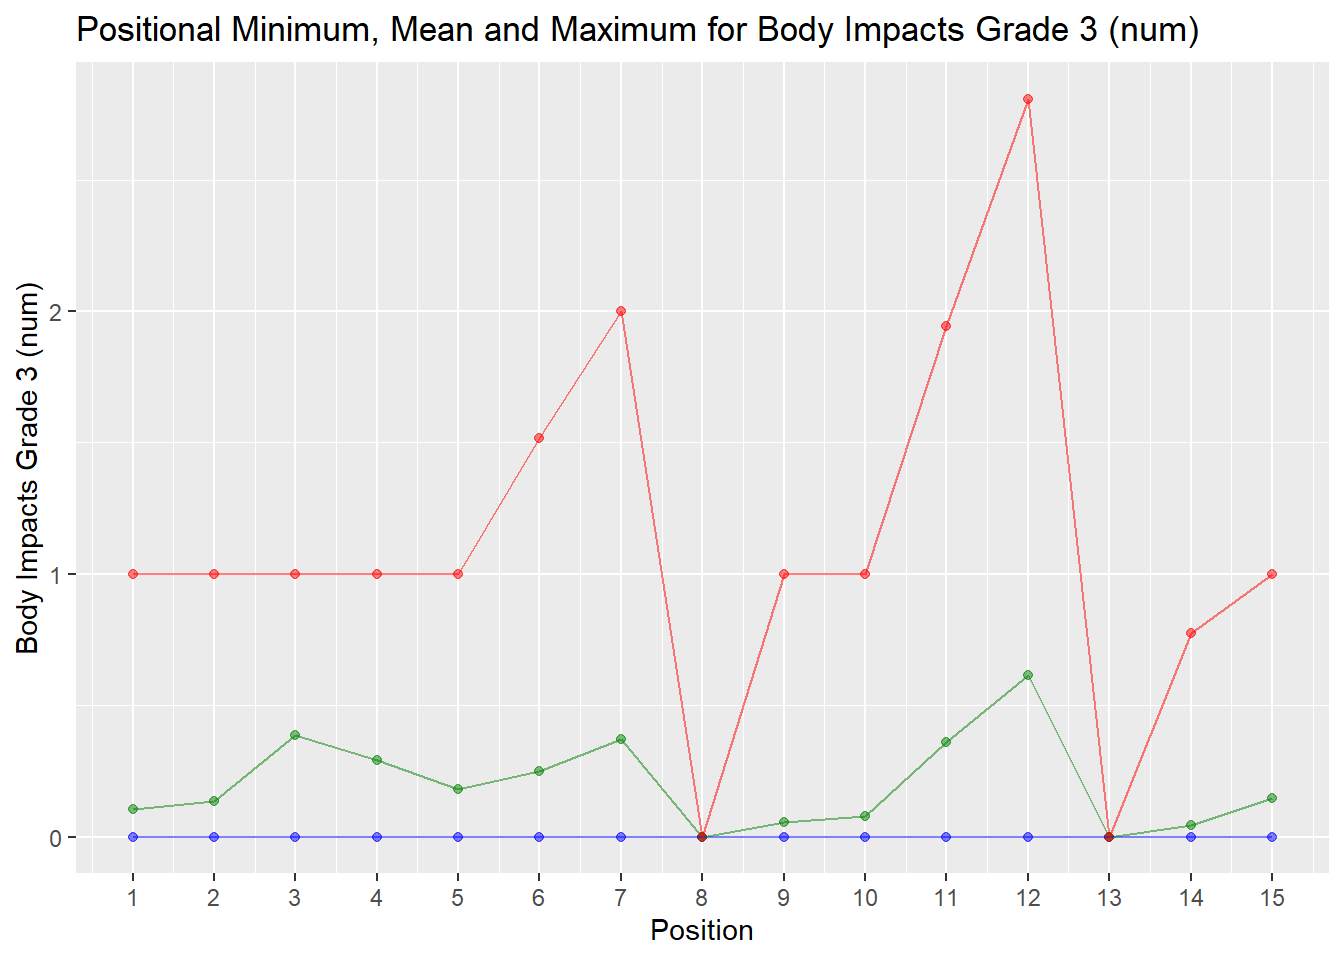 Positional Minimum, Mean and Maximum for Body Impacts Grade 3 (num)
Body Impacts Grade 3 (num)
2
1
0
1 2 3 4 5 6 7 8 9 10 11 12 13 14 15
Position